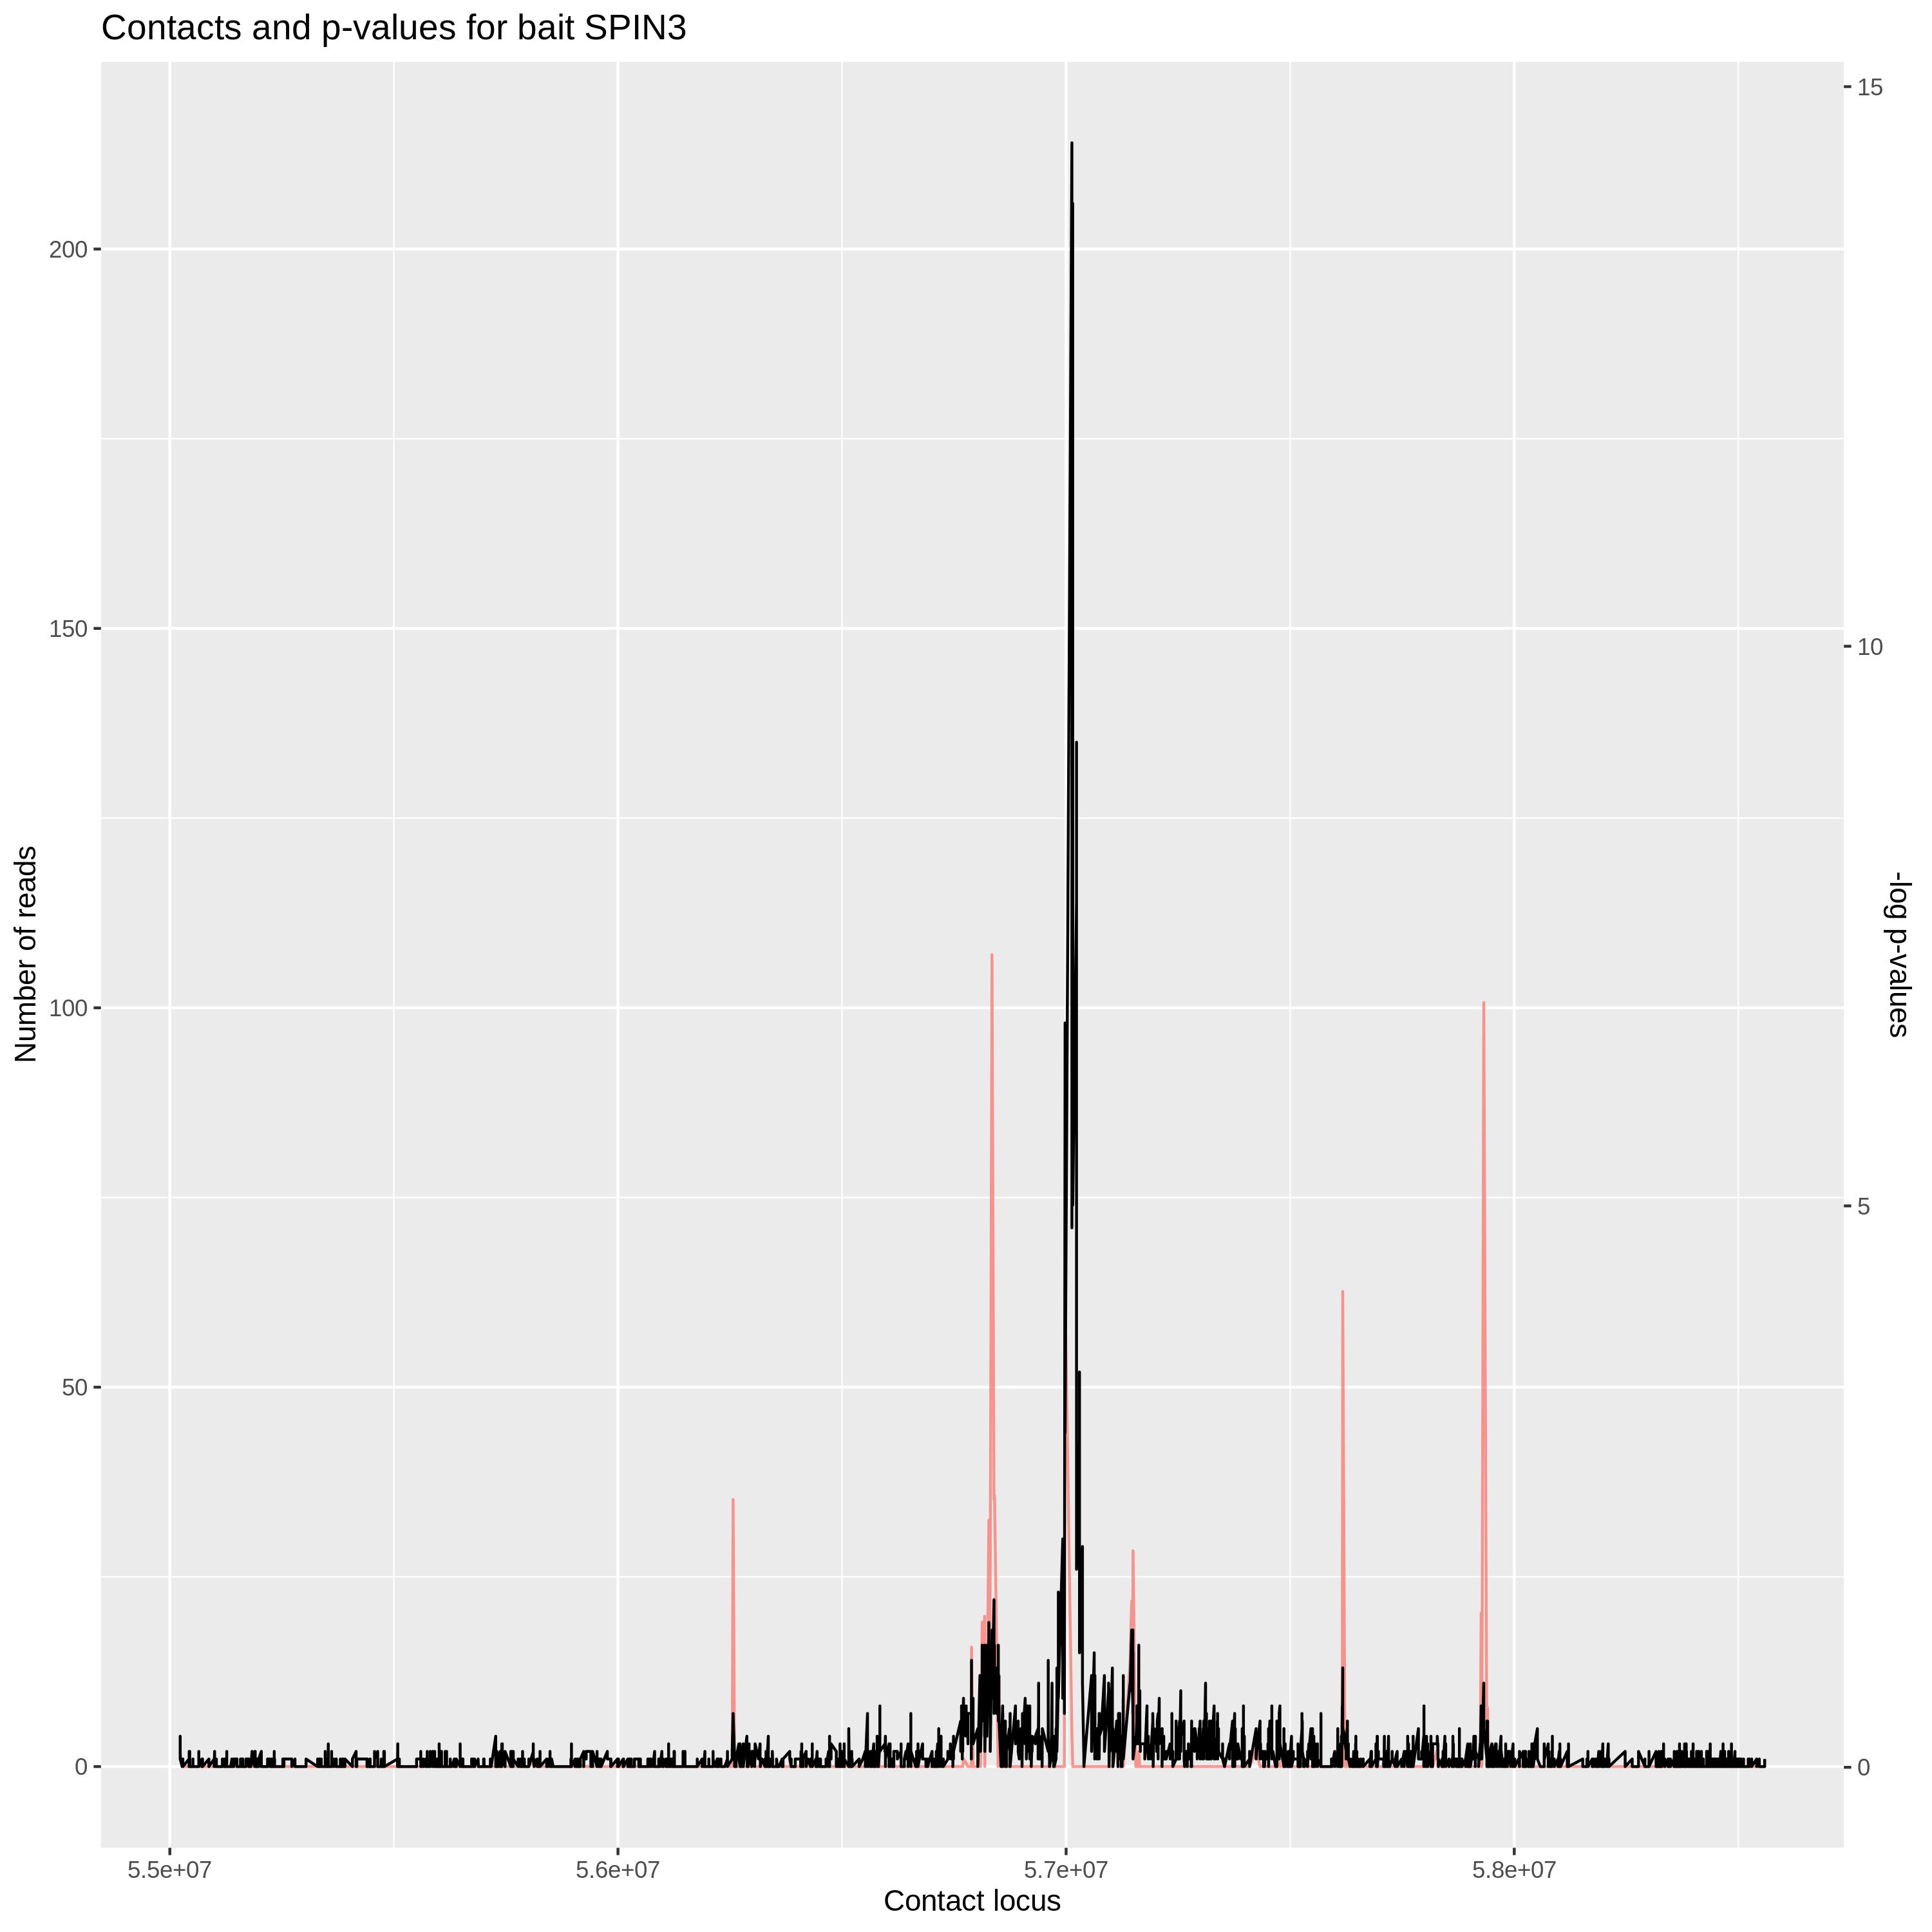 Contacts and p-values for bait SPIN3
Number of reads
200
150
100
50
0
15
10
5
0
-log p-values
5.5e+07
5.6e+07
5.7e+07
5.8e+07
Contact locus